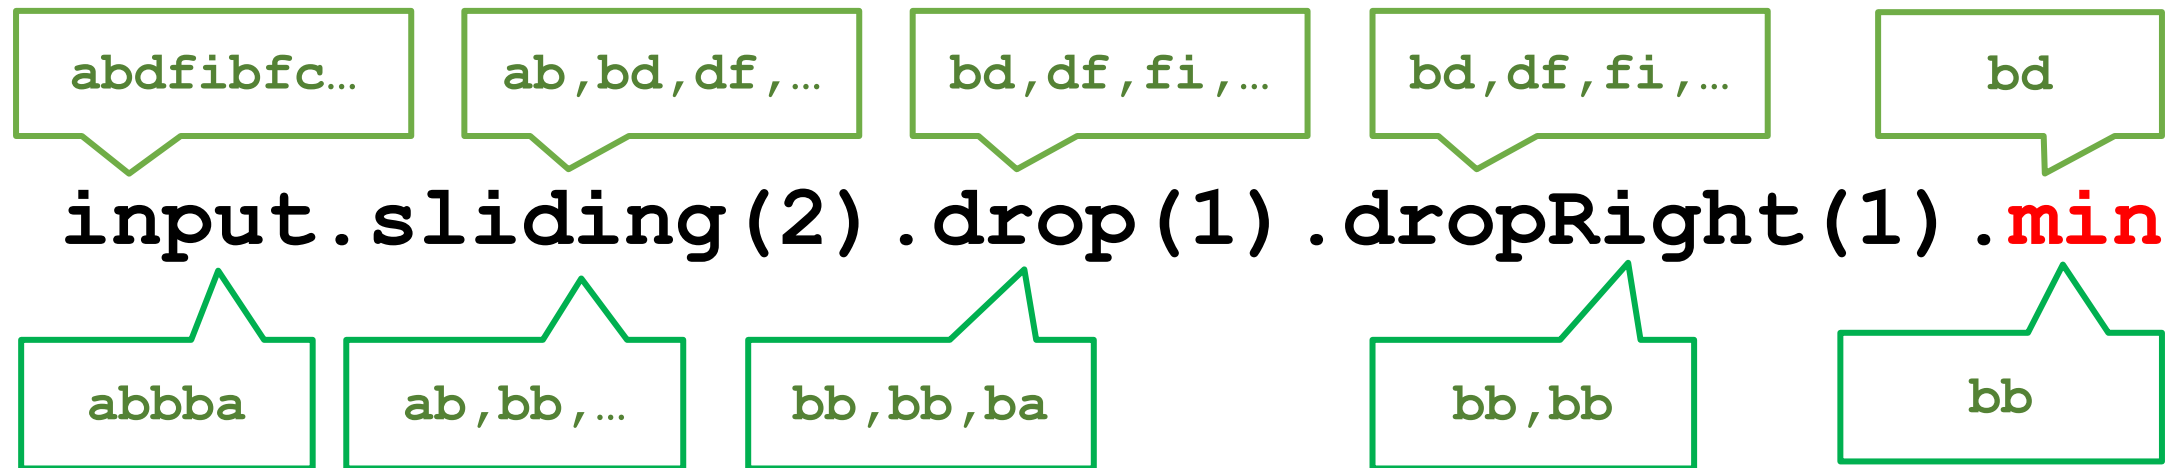 abdfibfc…
ab,bd,df,…
bd,df,fi,…
bd,df,fi,…
bd
input.sliding(2).drop(1).dropRight(1).min
abbba
ab,bb,…
bb,bb,ba
bb,bb
bb